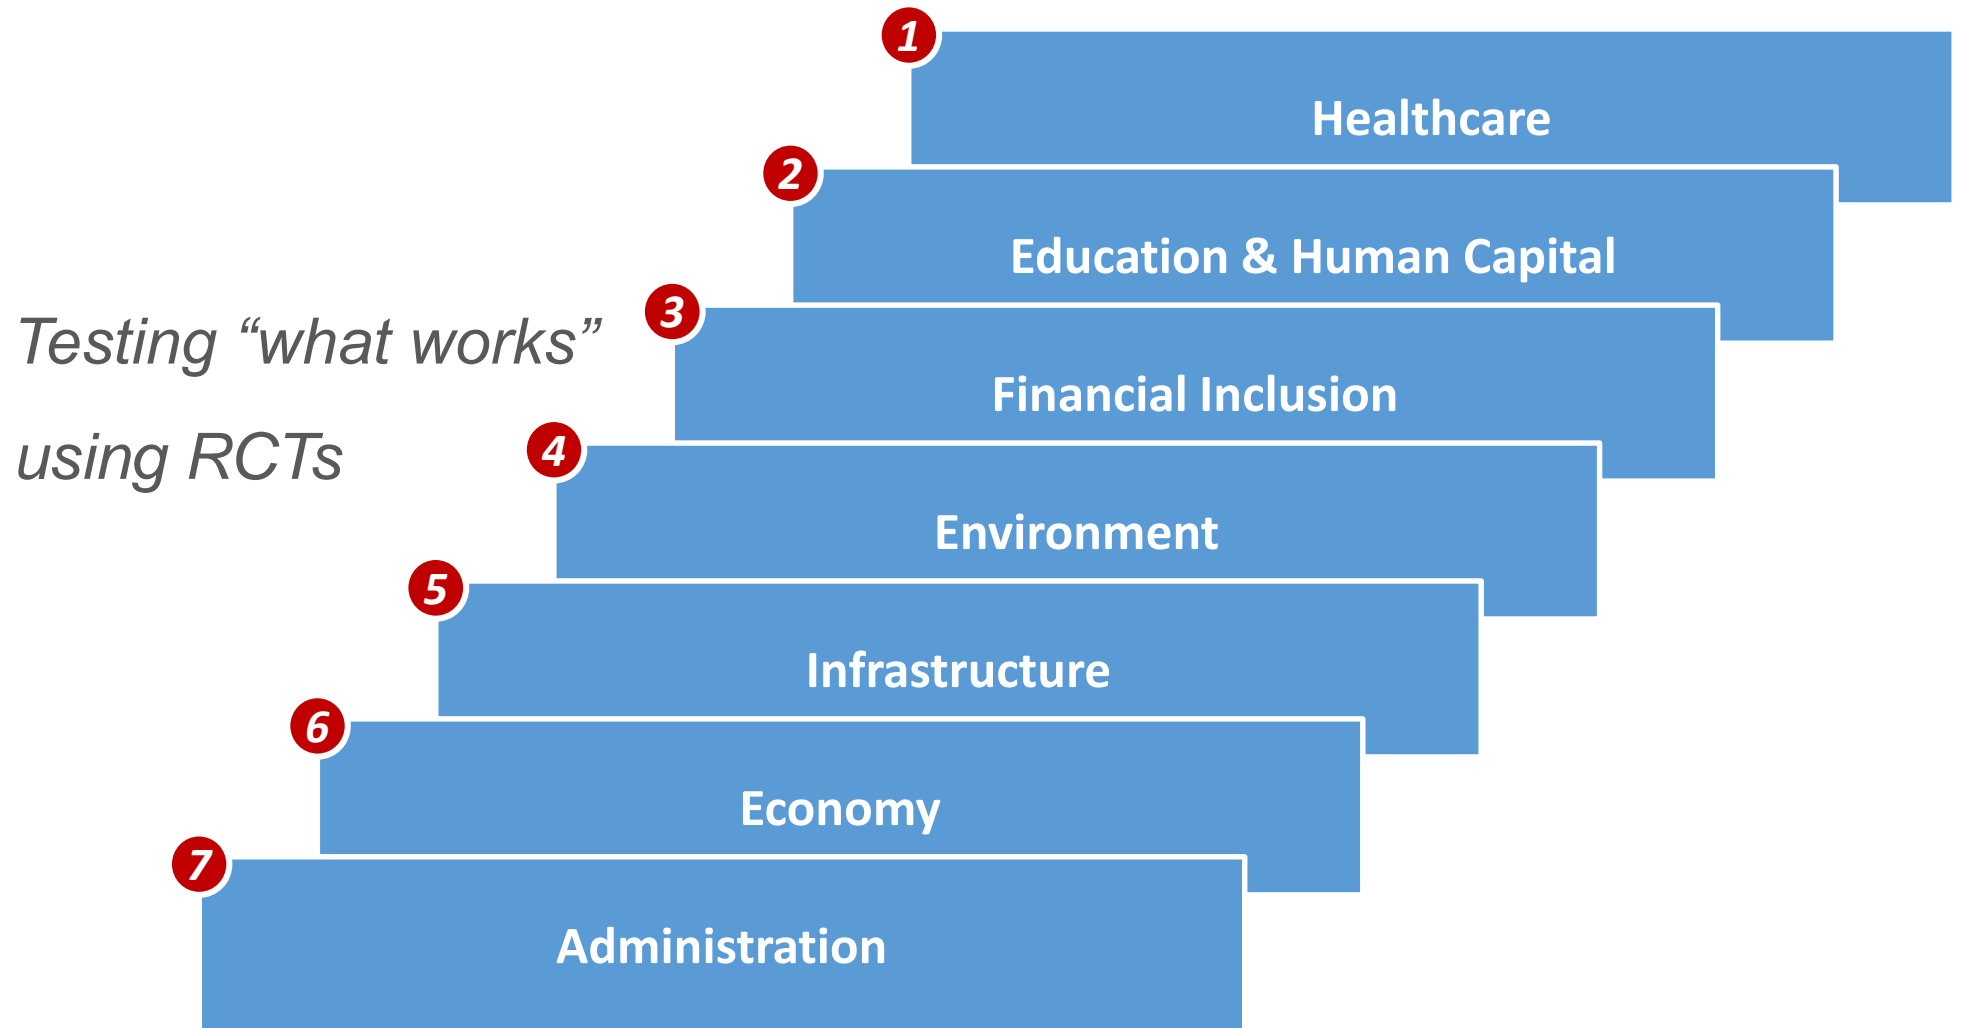 1
Healthcare
2
Education & Human Capital
3
Financial Inclusion
Testing “what works”
using RCTs
4
Environment
5
Infrastructure
6
Economy
7
Administration